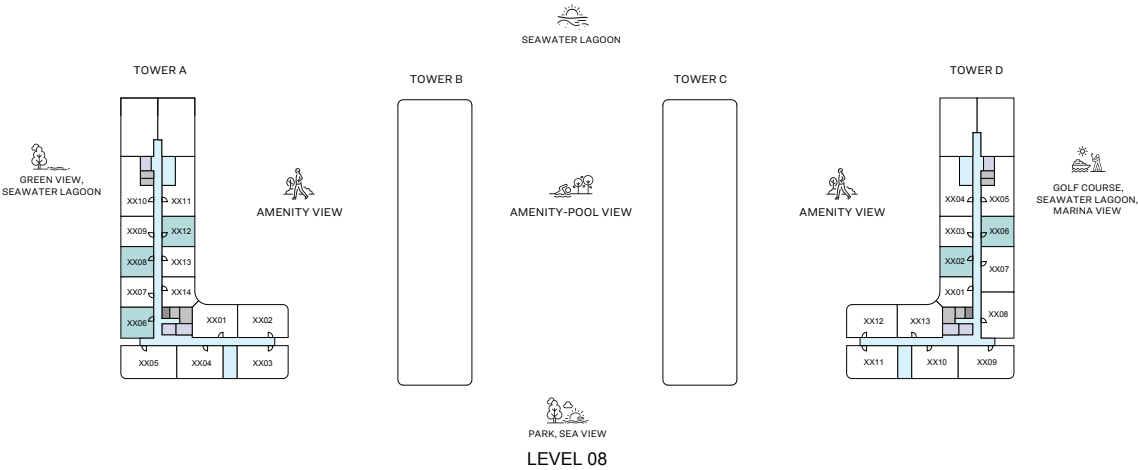 SEAWATER LAGOON
TOWER A
TOWER B
TOWER C
TOWER D
GREEN VIEW,
SEAWATER LAGOON
AMENITY VIEW
AMENITY-POOL VIEW
AMENITY VIEW
GOLF COURSE,
SEAWATER LAGOON,
MARINA VIEW
XX10 XX11
XX09 XX12
XX08 XX13
XX07 XX14
XX06 XX01 XX02
XX05 XX04 XX03
XX04 XX05
XX03 XX06
XX02 XX07
XX01
XX12 XX13 XX08
XX11 XX10 XX09
PARK, SEA VIEW
LEVEL 08